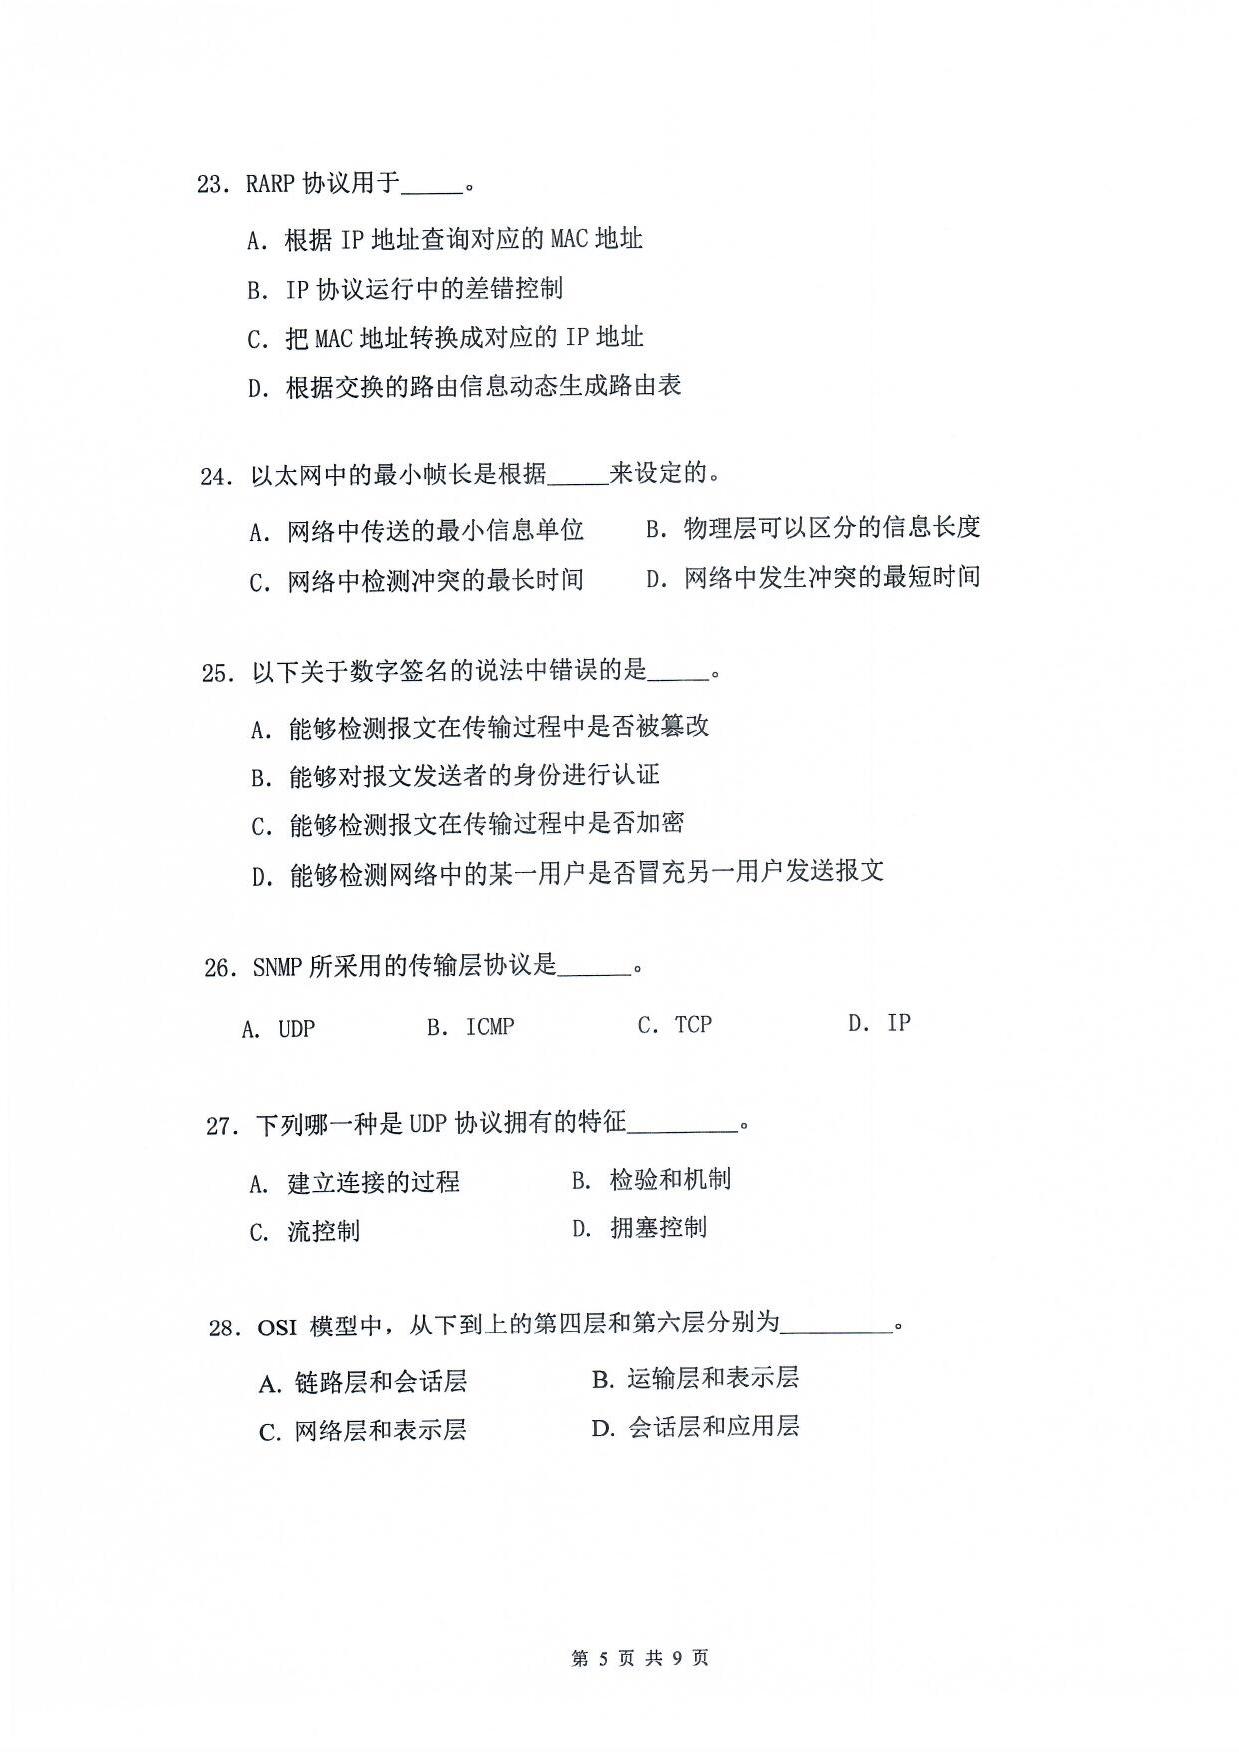 23. RARP 协议用于_____。
A. 根据 IP 地址查询对应的 MAC 地址
B. IP 协议运行中的差错控制
C. 把 MAC 地址转换成对应的 IP 地址
D. 根据交换的路由信息动态生成路由表
24. 以太网中的最小帧长是根据_____来设定的。
A. 网络中传送的最小信息单位 B. 物理层可以区分的信息长度
C. 网络中检测冲突的最长时间 D. 网络中发生冲突的最短时间
25. 以下关于数字签名的说法中错误的是_____。
A. 能够检测报文在传输过程中是否被篡改
B. 能够对报文发送者的身份进行认证
C. 能够检测报文在传输过程中是否加密
D. 能够检测网络中的某一用户是否冒充另一用户发送报文
26. SNMP 所采用的传输层协议是______。
A. UDP B. ICMP C. TCP D. IP
27. 下列哪一种是 UDP 协议拥有的特征_________。
A. 建立连接的过程 B. 检验和机制
C. 流控制 D. 拥塞控制
28. OSI 模型中，从下到上的第四层和第六层分别为_________。
A. 链路层和会话层 B. 运输层和表示层
C. 网络层和表示层 D. 会话层和应用层
第 5 页 共 9 页